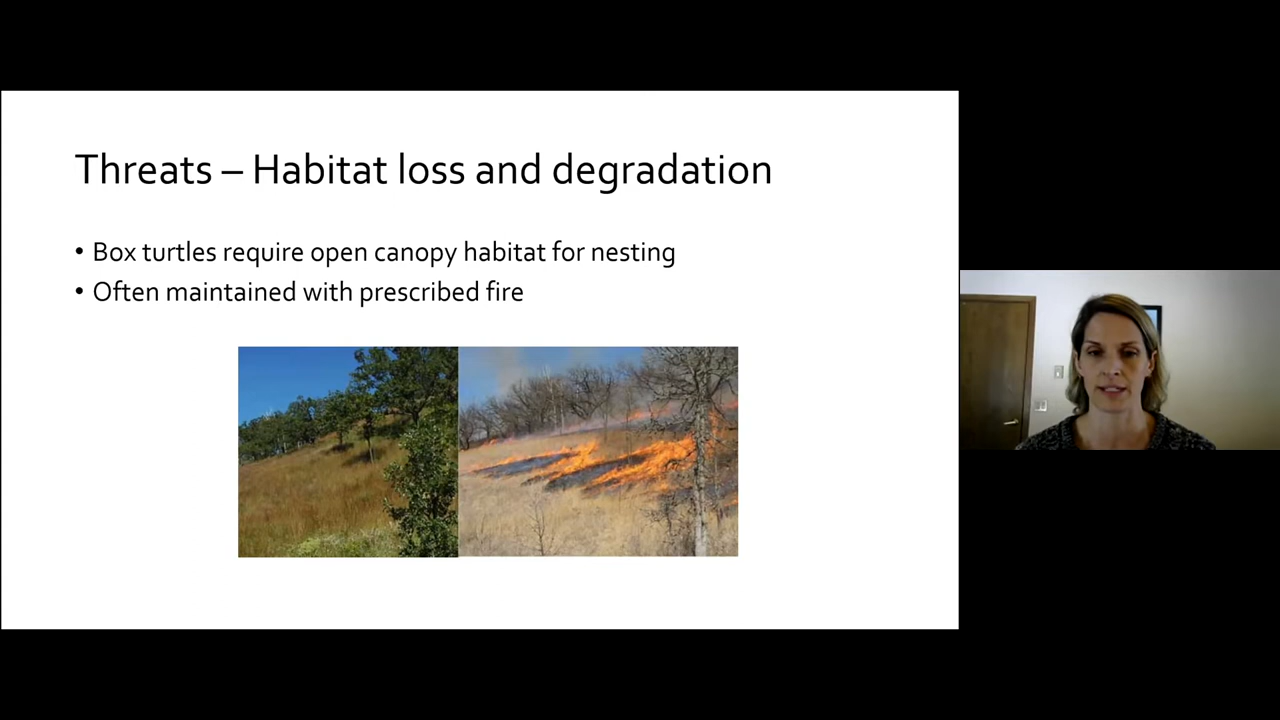 Threats – Habitat loss and degradation
• Box turtles require open canopy habitat for nesting
• Often maintained with prescribed fire